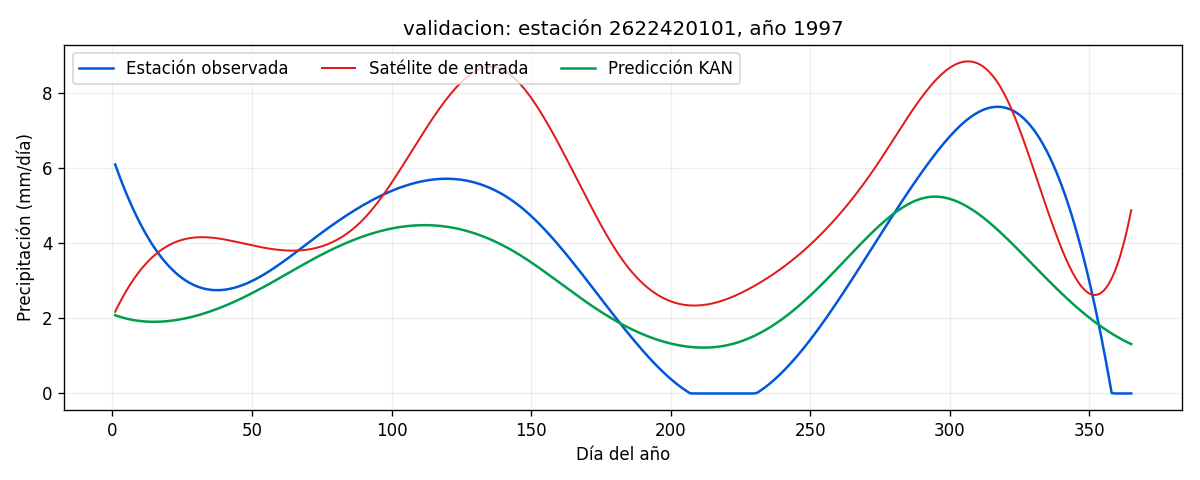 validacion: estación 2622420101, año 1997
Estación observada
Satélite de entrada
Predicción KAN
Precipitación (mm/día)
8
6
4
2
0
0
50
100
150
200
250
300
350
Día del año